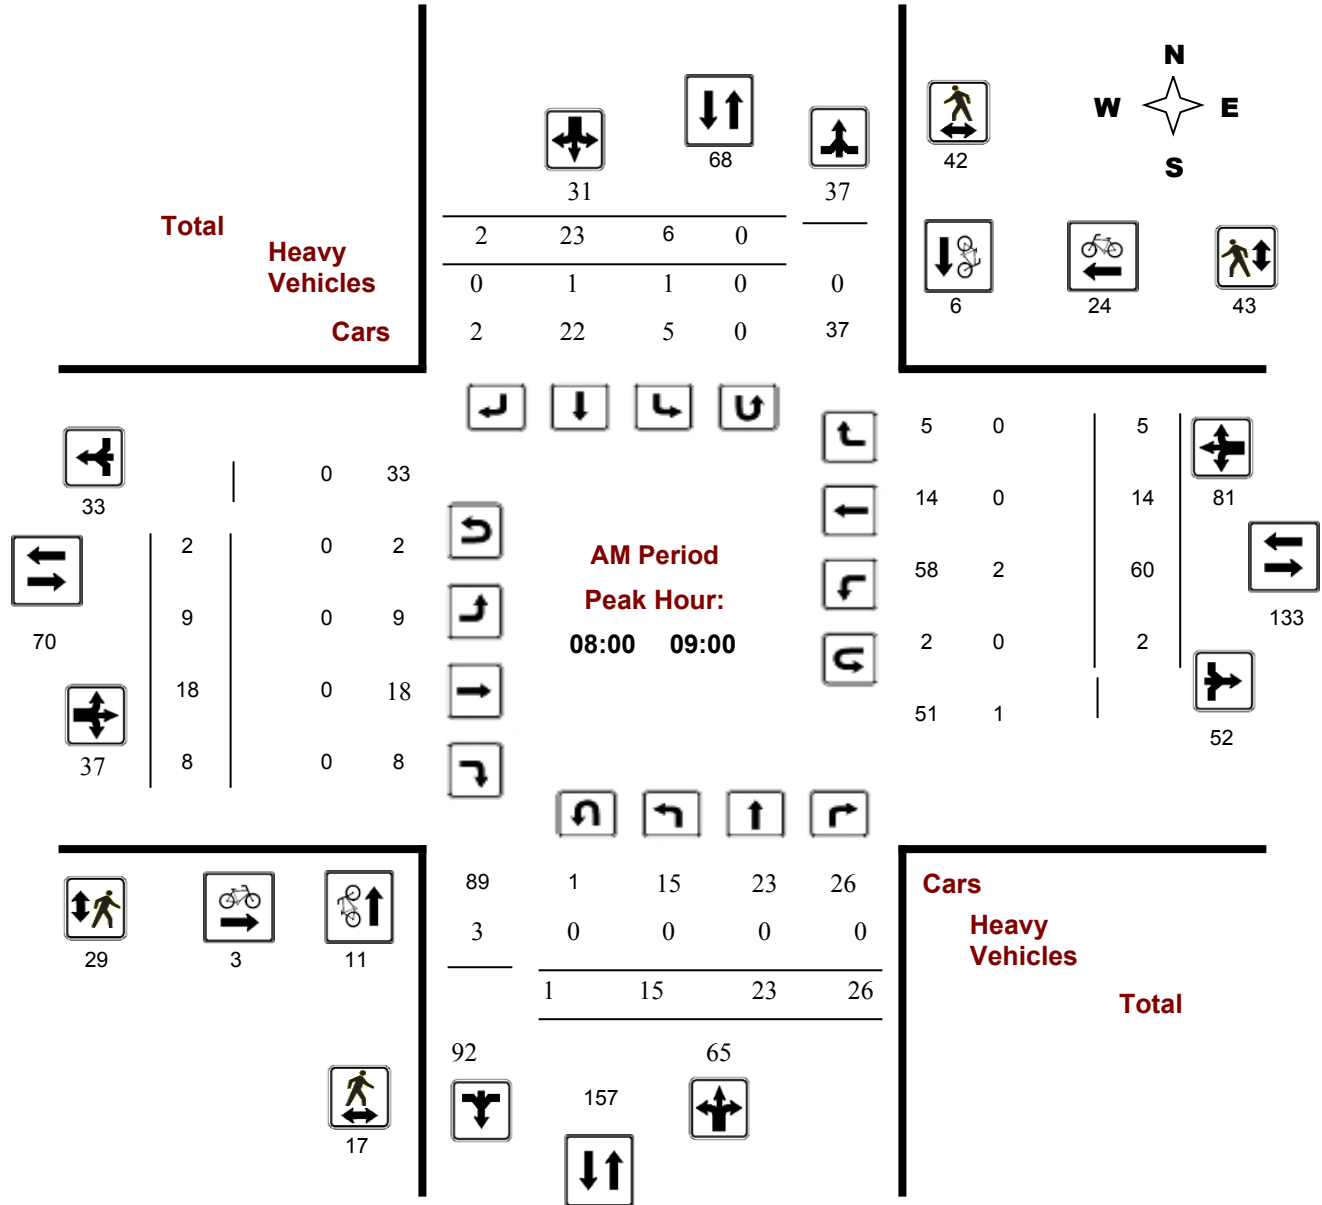 N
W E
S
68
42
31 37
Total
2 23 6 0
Heavy
Vehicles
0 1 1 0 0
6 24 43
Cars
2 22 5 0 37
5 0 5
0 33
33
14 0 14 81
2 0 2
AM Period
58 2 60
Peak Hour:
9 0 9
133
70
08:00 09:00
2 0 2
18 0 18
51 1
52
37 8 0 8
89 1 15 23 26
Cars
3 0 0 0 0
Heavy
Vehicles
29 3 11
1 15 23 26
Total
92 65
157
17